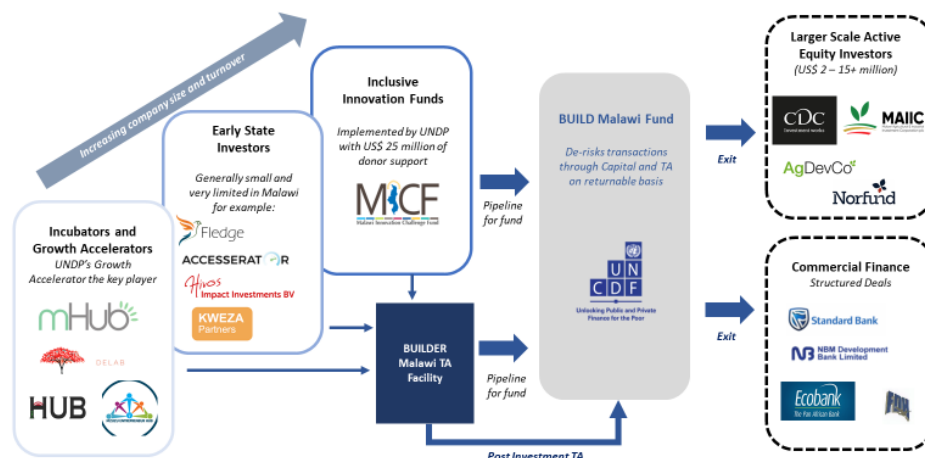 Increasing company size and turnover
Incubators and
Growth Accelerators
UNDP's Growth
Accelerator the key player
mHub
DELAB
HUB
Early State
Investors
Generally small and
very limited in Malawi
for example:
Fledge
ACCESSERATOR
Hivos
Impact Investments BV
KWEZA
Partners
Inclusive
Innovation Funds
Implemented by UNDP
with US$ 25 million of
donor support
MICF
Malawi Innovation Challenge Fund
BUILDER
Malawi TA
Facility
Pipeline
for fund
Pipeline
for fund
Post Investment TA
BUILD Malawi Fund
De-risks transactions
through Capital and TA
on returnable basis
UN
CDF
Unlocking Public and Private
Finance for the Poor
Exit
Exit
Larger Scale Active
Equity Investors
(US$ 2 – 15+ million)
CDC
Investment works
MAIIC
AgDevCo
Norfund
Commercial Finance
Structured Deals
Standard Bank
NBM Development
Bank Limited
Ecobank
The Pan African Bank